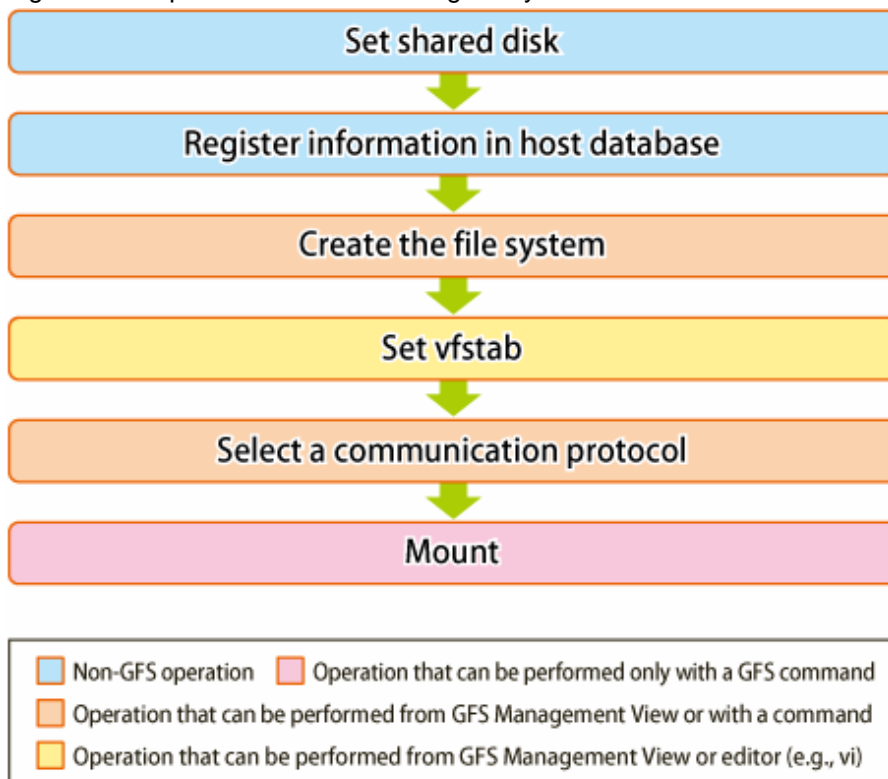 Set shared disk
Register information in host database
Create the file system
Set vfstab
Select a communication protocol
Mount
Non-GFS operation Operation that can be performed only with a GFS command
Operation that can be performed from GFS Management View or with a command
Operation that can be performed from GFS Management View or editor (e.g., vi)